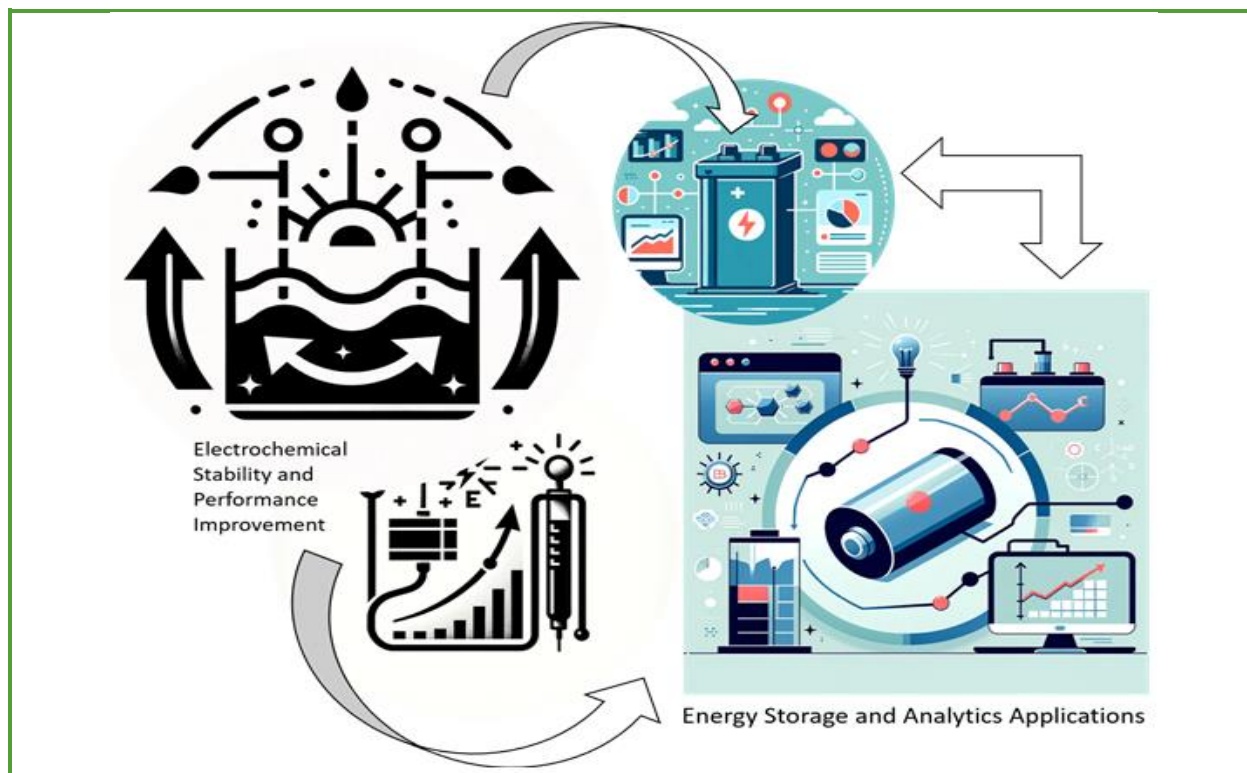 Electrochemical
Stability and
Performance
Improvement
E
Energy Storage and Analytics Applications